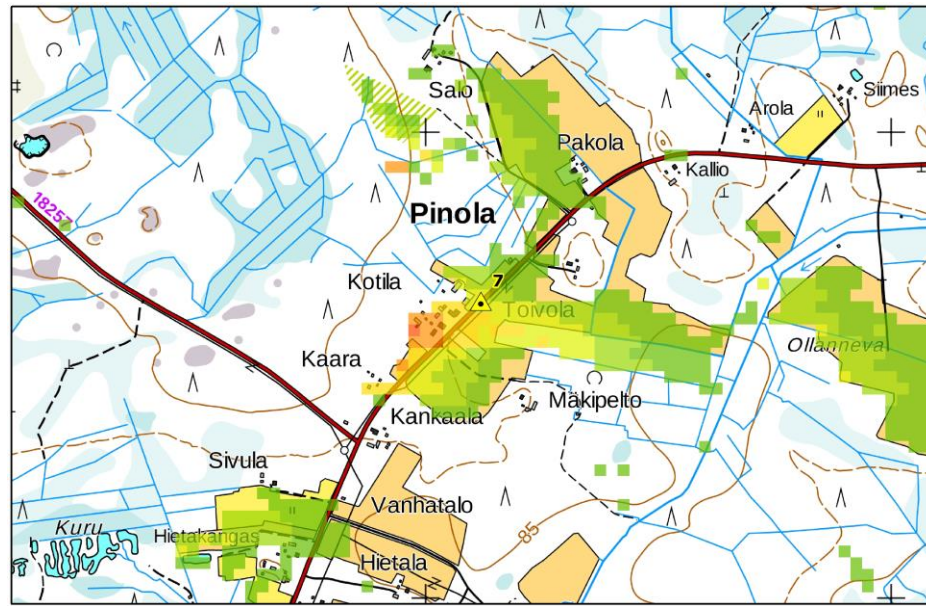 Salo
Siimes
Arola
Pakola
Kallio
18257
Pinola
7
Kotila
Toivola
Ollanneva
Kaara
Mäkipelto
Kankaala
Sivula
Vanhatalo
Kuru
Hietakangas
85
Hietala